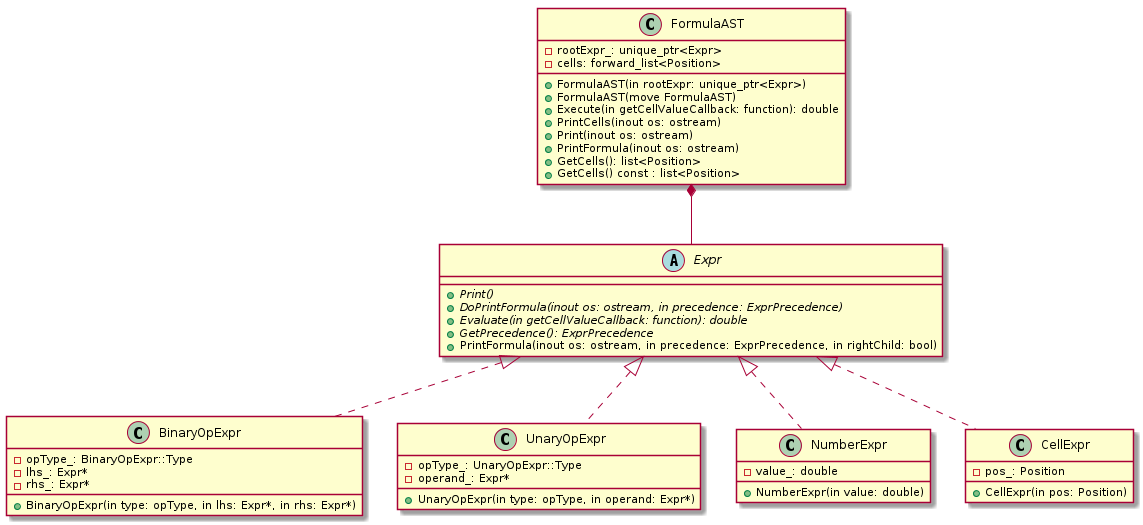 C FormulaAST
rootExpr_: unique_ptr<Expr>
cells: forward_list<Position>
FormulaAST(in rootExpr: unique_ptr<Expr>)
FormulaAST(move FormulaAST)
Execute(in getCellValueCallback: function): double
PrintCells(inout os: ostream)
Print(inout os: ostream)
PrintFormula(inout os: ostream)
GetCells(): list<Position>
GetCells() const : list<Position>
A Expr
Print()
DoPrintFormula(inout os: ostream, in precedence: ExprPrecedence)
Evaluate(in getCellValueCallback: function): double
GetPrecedence(): ExprPrecedence
PrintFormula(inout os: ostream, in precedence: ExprPrecedence, in rightChild: bool)
C BinaryOpExpr
opType_: BinaryOpExpr::Type
lhs_: Expr*
rhs_: Expr*
BinaryOpExpr(in type: opType, in lhs: Expr*, in rhs: Expr*)
C UnaryOpExpr
opType_: UnaryOpExpr::Type
operand_: Expr*
UnaryOpExpr(in type: opType, in operand: Expr*)
C NumberExpr
value_: double
NumberExpr(in value: double)
C CellExpr
pos_: Position
CellExpr(in pos: Position)